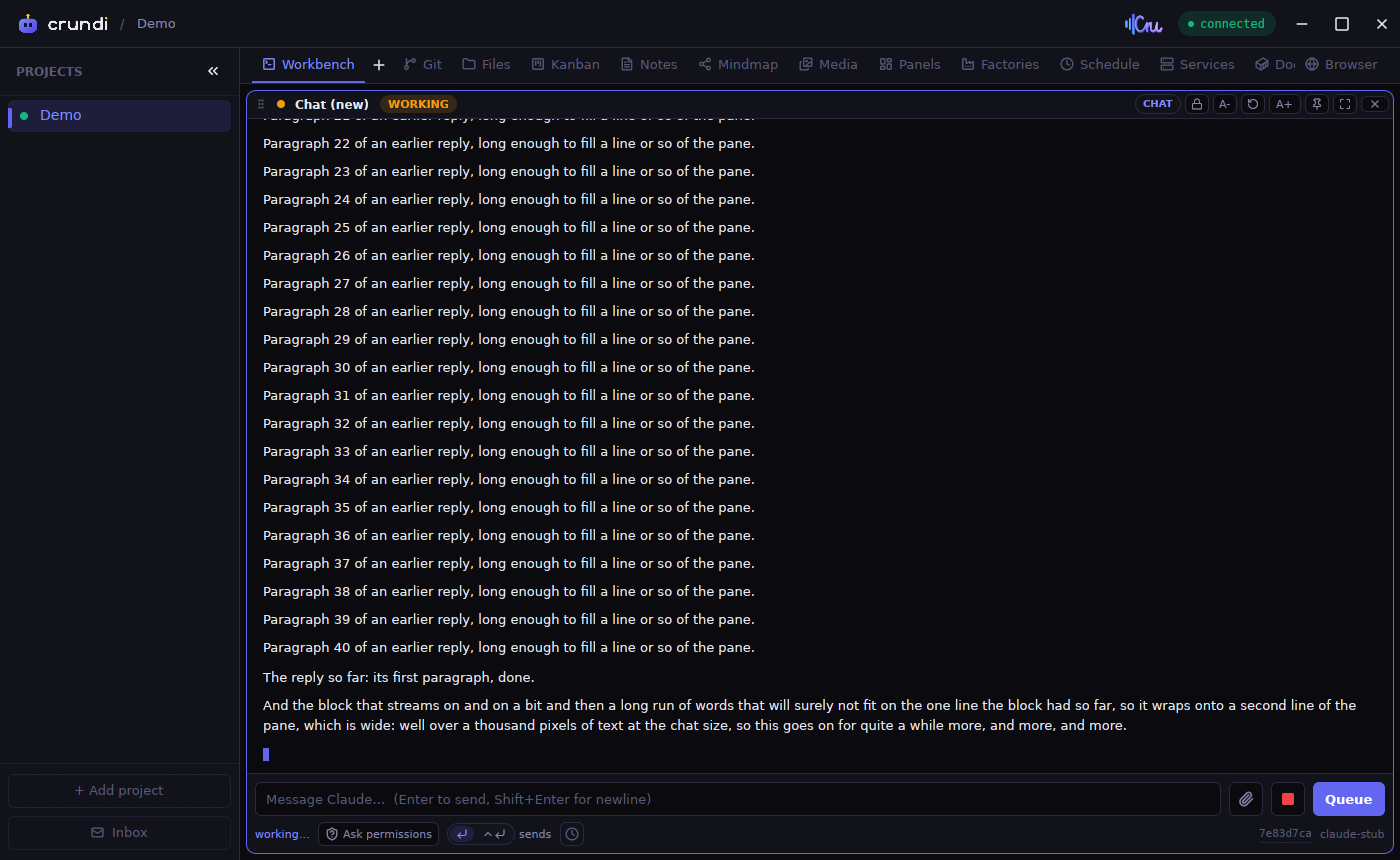 crundi / Demo
Cru
connected
PROJECTS
Demo
+ Add project
Inbox
Workbench
Git
Files
Kanban
Notes
Mindmap
Media
Panels
Factories
Schedule
Services
Browser
Chat (new) WORKING
CHAT A- A+
Paragraph 22 of an earlier reply, long enough to fill a line or so of the pane.
Paragraph 23 of an earlier reply, long enough to fill a line or so of the pane.
Paragraph 24 of an earlier reply, long enough to fill a line or so of the pane.
Paragraph 25 of an earlier reply, long enough to fill a line or so of the pane.
Paragraph 26 of an earlier reply, long enough to fill a line or so of the pane.
Paragraph 27 of an earlier reply, long enough to fill a line or so of the pane.
Paragraph 28 of an earlier reply, long enough to fill a line or so of the pane.
Paragraph 29 of an earlier reply, long enough to fill a line or so of the pane.
Paragraph 30 of an earlier reply, long enough to fill a line or so of the pane.
Paragraph 31 of an earlier reply, long enough to fill a line or so of the pane.
Paragraph 32 of an earlier reply, long enough to fill a line or so of the pane.
Paragraph 33 of an earlier reply, long enough to fill a line or so of the pane.
Paragraph 34 of an earlier reply, long enough to fill a line or so of the pane.
Paragraph 35 of an earlier reply, long enough to fill a line or so of the pane.
Paragraph 36 of an earlier reply, long enough to fill a line or so of the pane.
Paragraph 37 of an earlier reply, long enough to fill a line or so of the pane.
Paragraph 38 of an earlier reply, long enough to fill a line or so of the pane.
Paragraph 39 of an earlier reply, long enough to fill a line or so of the pane.
Paragraph 40 of an earlier reply, long enough to fill a line or so of the pane.
The reply so far: its first paragraph, done.
And the block that streams on and on a bit and then a long run of words that will surely not fit on the one line the block had so far, so it wraps onto a second line of the
pane, which is wide: well over a thousand pixels of text at the chat size, so this goes on for quite a while more, and more, and more.
Message Claude... (Enter to send, Shift+Enter for newline)
Queue
working... Ask permissions sends
7e83d7ca claude-stub